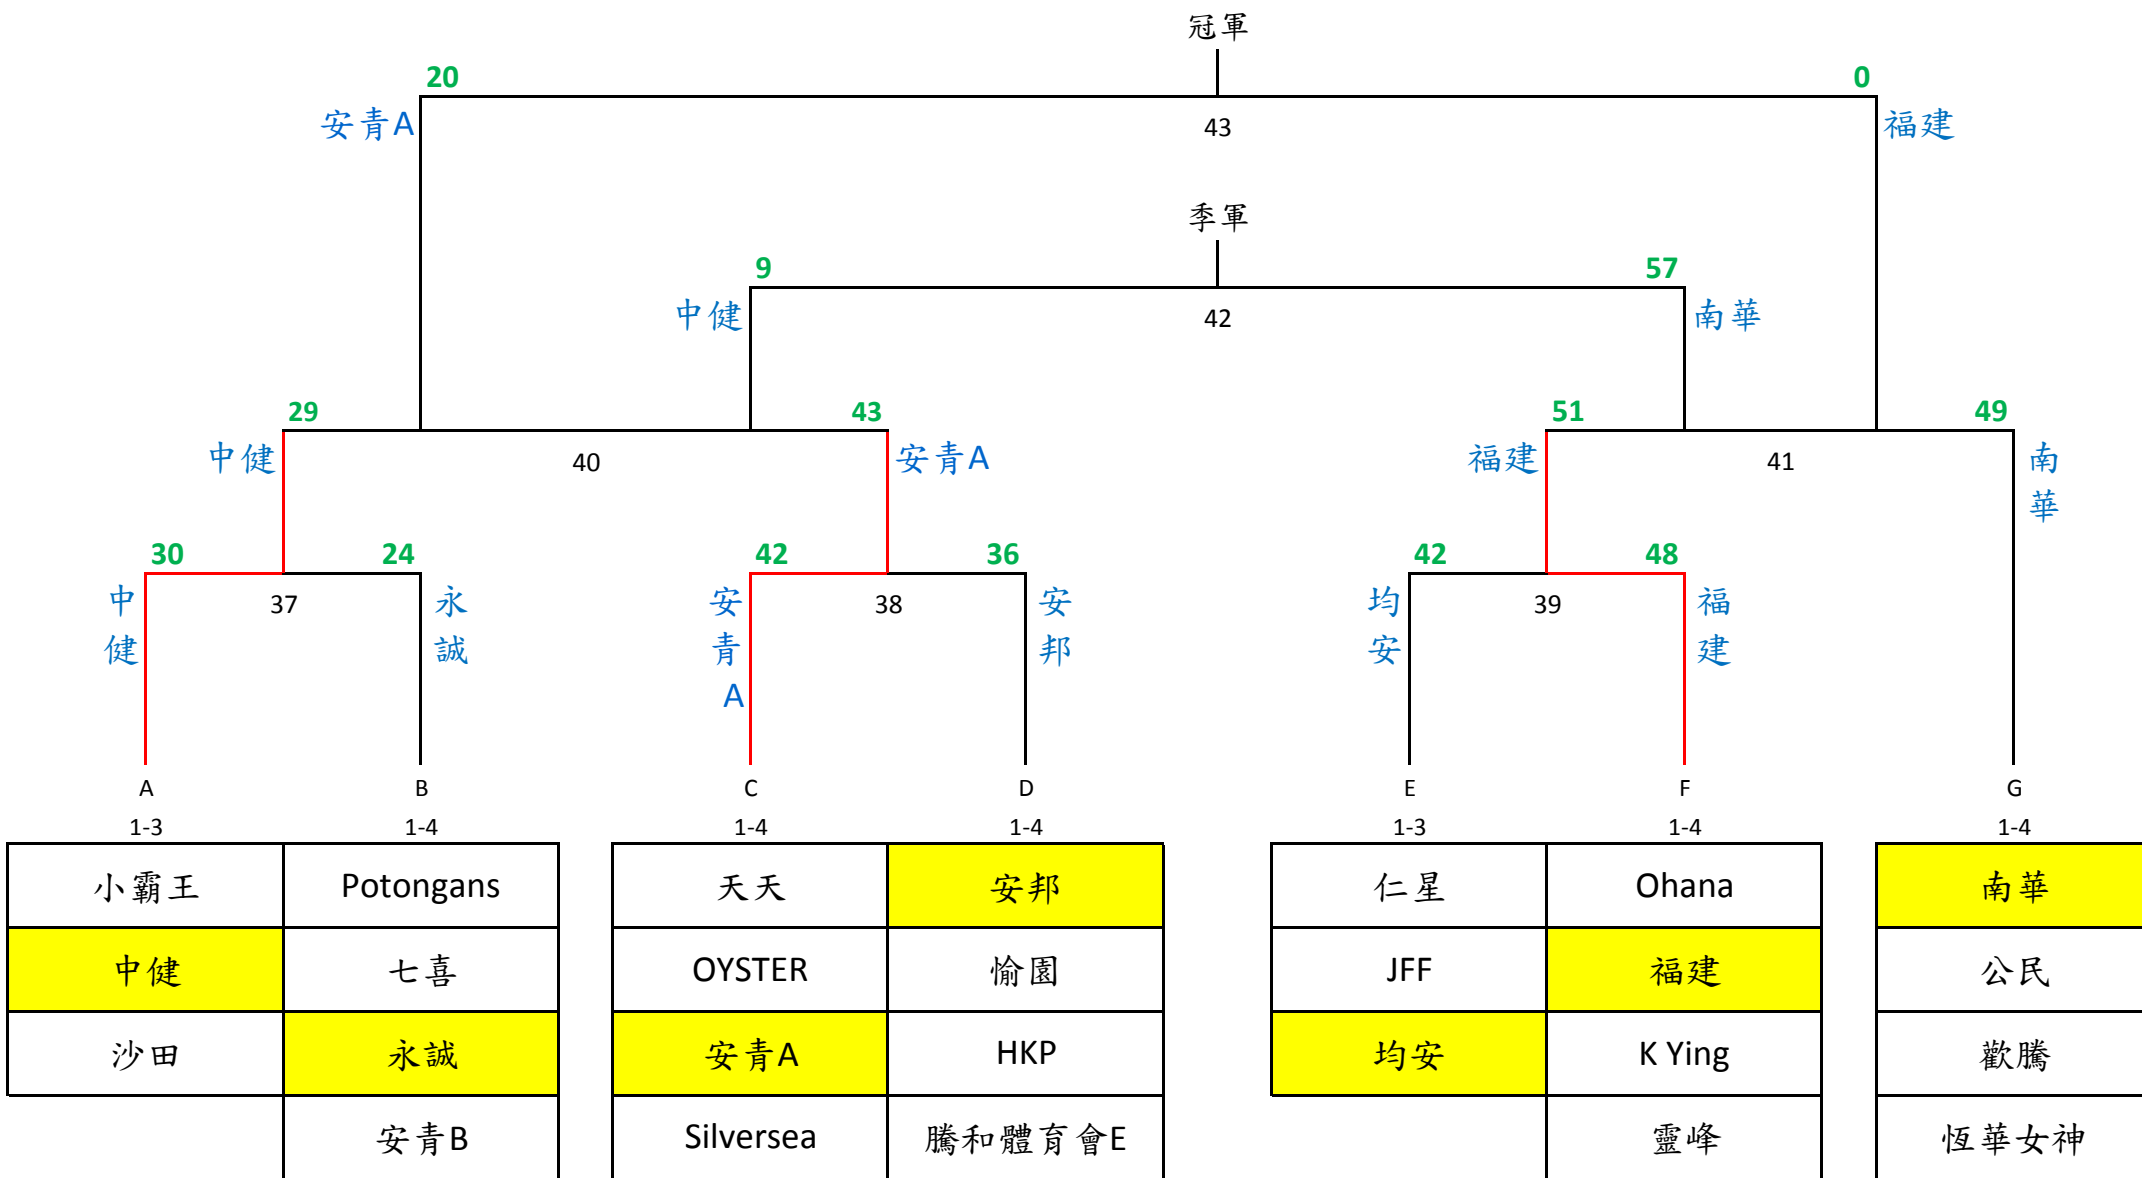 冠軍
20
0
安青A
43
福建
季軍
9
57
中健
42
南華
29
43
51
49
中健
40
安青A
福建
41
南華
30
24
42
36
42
48
中健
37
永誠
安青A
38
安邦
均安
39
福建
A
B
C
D
E
F
G
1-3
1-4
1-4
1-4
1-3
1-4
1-4
小霸王
Potongans
天天
安邦
仁星
Ohana
南華
中健
七喜
OYSTER
愉園
JFF
福建
公民
沙田
永誠
安青A
HKP
均安
K Ying
歡騰
安青B
Silversea
騰和體育會E
靈峰
恆華女神